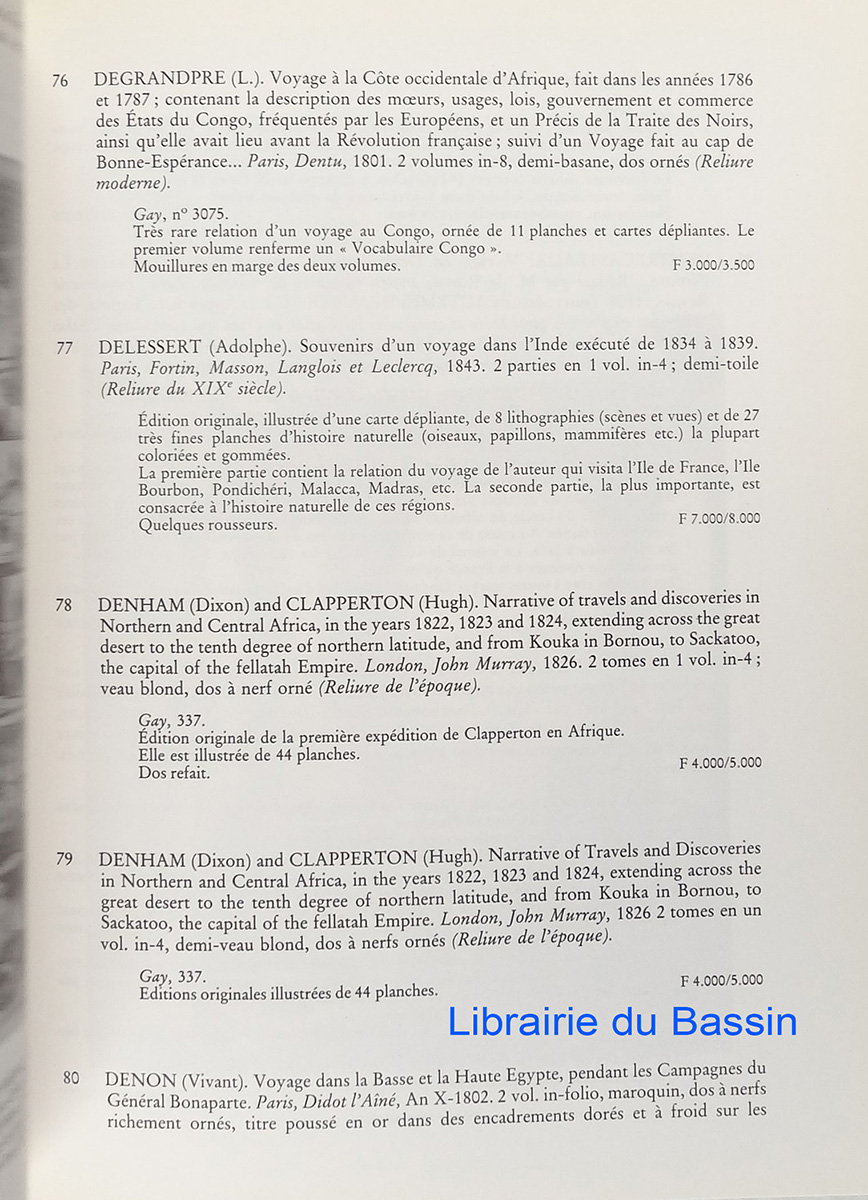 76 DEGRANDPRE (L.). Voyage à la Côte occidentale d'Afrique, fait dans les années 1786
et 1787 ; contenant la description des mœurs, usages, lois, gouvernement et commerce
des États du Congo, fréquentés par les Européens, et un Précis de la Traite des Noirs,
ainsi qu'elle avait lieu avant la Révolution française ; suivi d'un Voyage fait au cap de
Bonne-Espérance... Paris, Dentu, 1801. 2 volumes in-8, demi-basane, dos ornés (Reliure
moderne).
Gay, n° 3075.
Très rare relation d'un voyage au Congo, ornée de 11 planches et cartes dépliantes. Le
premier volume renferme un « Vocabulaire Congo ».
Mouillures en marge des deux volumes. F 3.000/3.500
77 DELESSERT (Adolphe). Souvenirs d'un voyage dans l'Inde exécuté de 1834 à 1839.
Paris, Fortin, Masson, Langlois et Leclercq, 1843. 2 parties en 1 vol. in-4 ; demi-toile
(Reliure du XIXe siècle).
Édition originale, illustrée d'une carte dépliante, de 8 lithographies (scènes et vues) et de 27
très fines planches d'histoire naturelle (oiseaux, papillons, mammifères etc.) la plupart
coloriées et gommées.
La première partie contient la relation du voyage de l'auteur qui visita l'Ile de France, l'Ile
Bourbon, Pondichéri, Malacca, Madras, etc. La seconde partie, la plus importante, est
consacrée à l'histoire naturelle de ces régions.
Quelques rousseurs. F 7.000/8.000
78 DENHAM (Dixon) and CLAPPERTON (Hugh). Narrative of travels and discoveries in
Northern and Central Africa, in the years 1822, 1823 and 1824, extending across the great
desert to the tenth degree of northern latitude, and from Kouka in Bornou, to Sackatoo,
the capital of the fellatah Empire. London, John Murray, 1826. 2 tomes en 1 vol. in-4 ;
veau blond, dos à nerf orné (Reliure de l'époque).
Gay, 337.
Édition originale de la première expédition de Clapperton en Afrique.
Elle est illustrée de 44 planches.
Dos refait. F 4.000/5.000
79 DENHAM (Dixon) and CLAPPERTON (Hugh). Narrative of Travels and Discoveries
in Northern and Central Africa, in the years 1822, 1823 and 1824, extending across the
great desert to the tenth degree of northern latitude, and from Kouka in Bornou, to
Sackatoo, the capital of the fellatah Empire. London, John Murray, 1826 2 tomes en un
vol. in-4, demi-veau blond, dos à nerfs ornés (Reliure de l'époque).
Gay, 337.
Editions originales illustrées de 44 planches. F 4.000/5.000
Librairie du Bassin
80 DENON (Vivant). Voyage dans la Basse et la Haute Egypte, pendant les Campagnes du
Général Bonaparte. Paris, Didot l'Aîné, An X-1802. 2 vol. in-folio, maroquin, dos à nerfs
richement ornés, titre poussé en or dans des encadrements dorés et à froid sur les